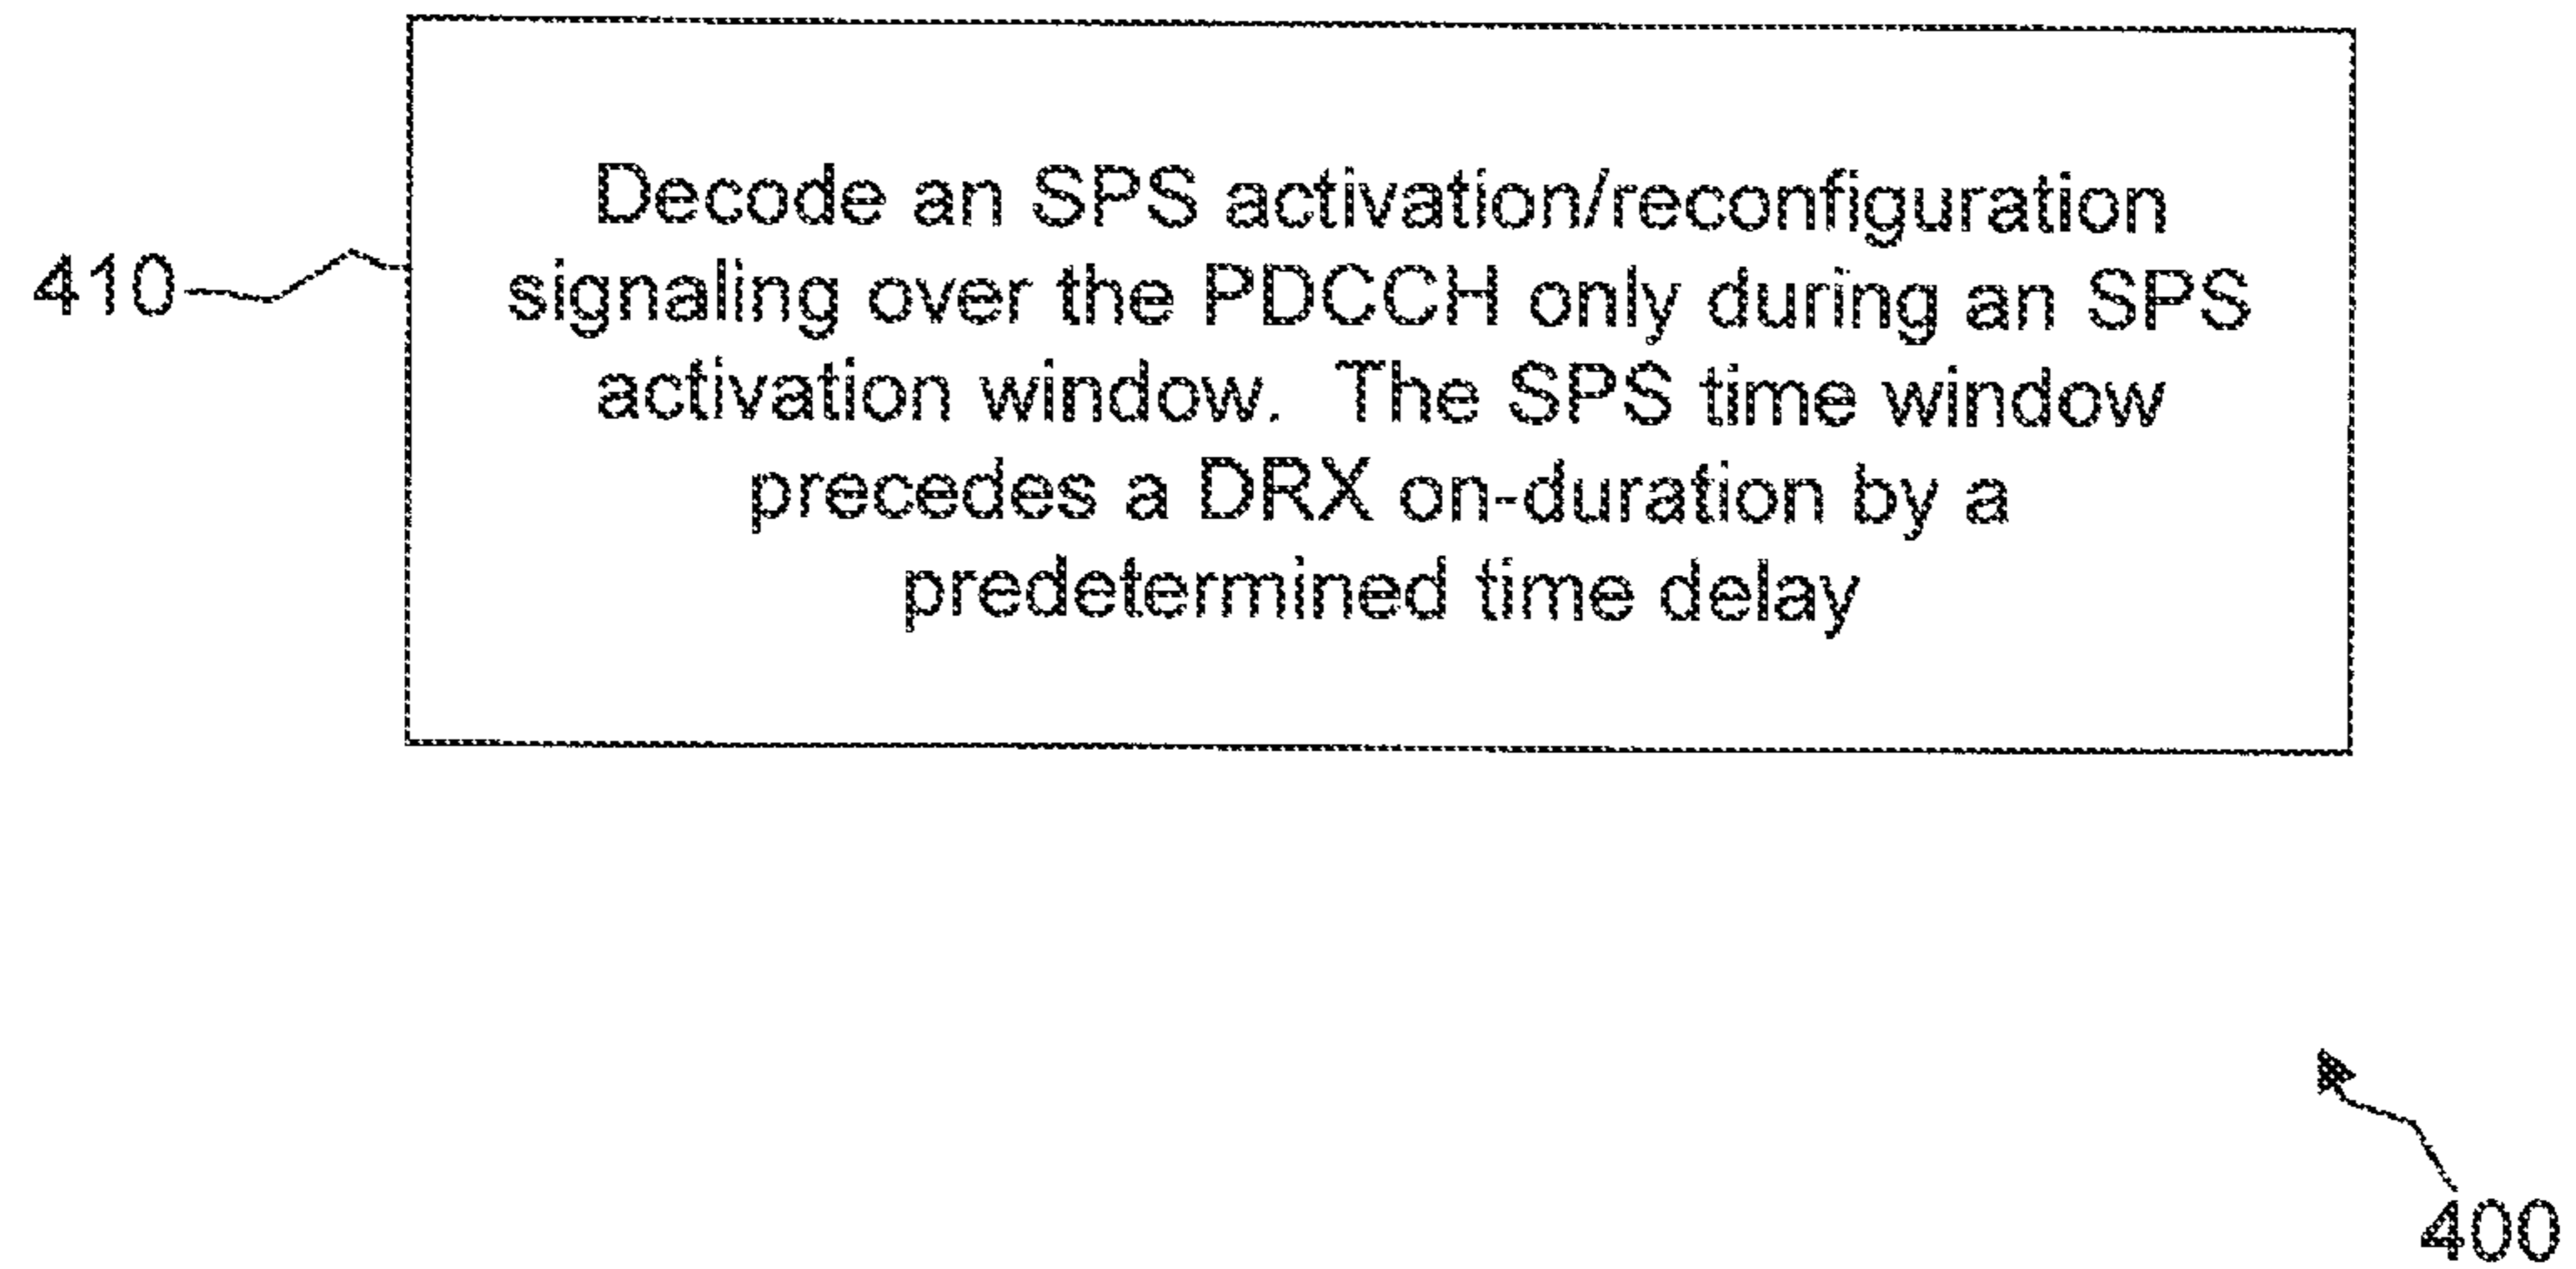 Decode an SPS activation/reconfiguration
signaling over the PDCCH only during an SPS
activation window. The SPS time window
precedes a DRX on-duration by a
predetermined time delay
410
400